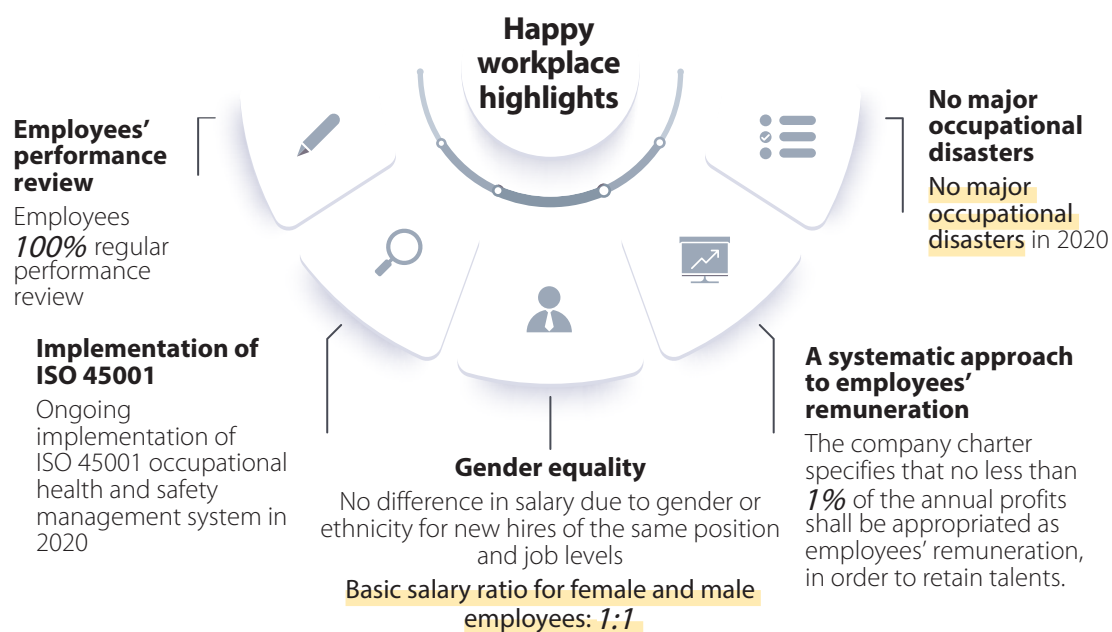 Happy
workplace
highlights
Employees’
performance
review
Employees
100% regular
performance
review
Implementation of
ISO 45001
Ongoing
implementation of
ISO 45001 occupational
health and safety
management system in
2020
Gender equality
No difference in salary due to gender or
ethnicity for new hires of the same position
and job levels
Basic salary ratio for female and male
employees: 1:1
A systematic approach
to employees’
remuneration
The company charter
specifies that no less than
1% of the annual profits
shall be appropriated as
employees’ remuneration,
in order to retain talents.
No major
occupational
disasters
No major
occupational
disasters in 2020